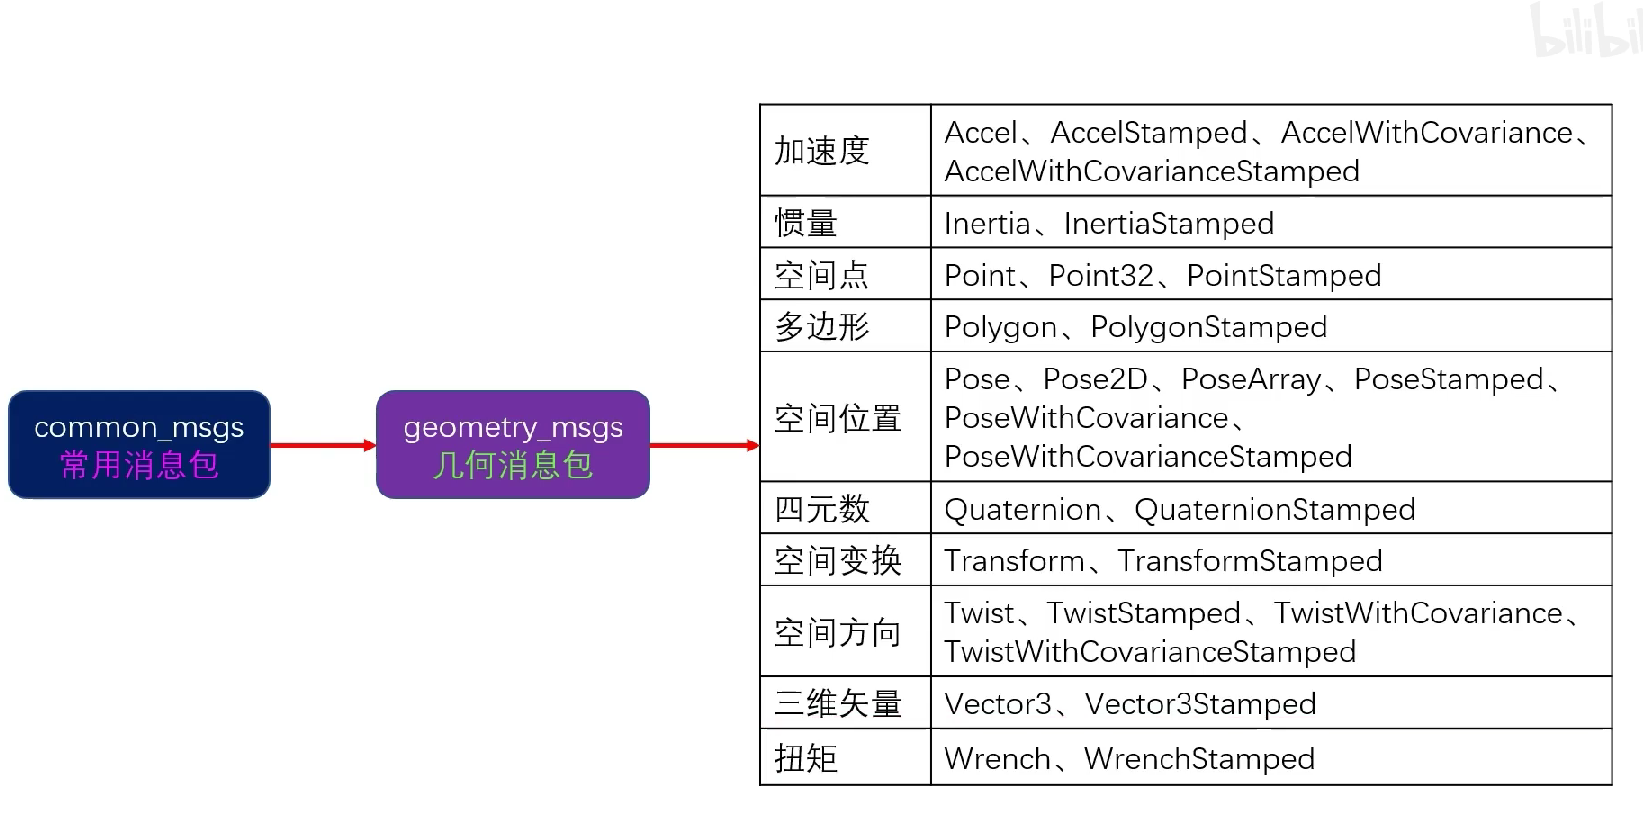 common_msgs
常用消息包
geometry_msgs
几何消息包
加速度
Accel、AccelStamped、AccelWithCovariance、
AccelWithCovarianceStamped
惯量
Inertia、InertiaStamped
空间点
Point、Point32、PointStamped
多边形
Polygon、PolygonStamped
空间位置
Pose、Pose2D、PoseArray、PoseStamped、
PoseWithCovariance、
PoseWithCovarianceStamped
四元数
Quaternion、QuaternionStamped
空间变换
Transform、TransformStamped
空间方向
Twist、TwistStamped、TwistWithCovariance、
TwistWithCovarianceStamped
三维矢量
Vector3、Vector3Stamped
扭矩
Wrench、WrenchStamped